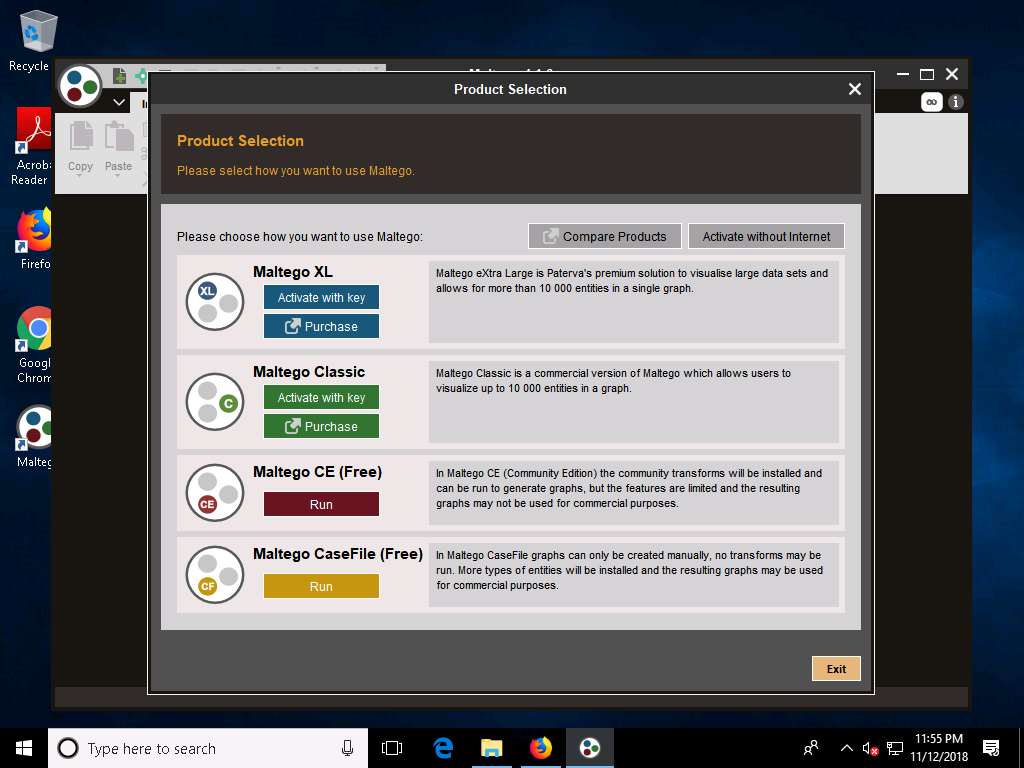 Recycle
Product Selection
Product Selection
Please select how you want to use Maltego.
Copy
Paste
Acrob
Reader
Please choose how you want to use Maltego:
Compare Products
Activate without Internet
Maltego XL
XL
Activate with key
Purchase
Maltego eXtra Large is Paterva's premium solution to visualise large data sets and
allows for more than 10 000 entities in a single graph.
Firefo
Maltego Classic
C
Activate with key
Purchase
Maltego Classic is a commercial version of Maltego which allows users to
visualize up to 10 000 entities in a graph.
Googl
Chrom
Malteg
Maltego CE (Free)
CE
Run
In Maltego CE (Community Edition) the community transforms will be installed and
can be run to generate graphs, but the features are limited and the resulting
graphs may not be used for commercial purposes.
Maltego CaseFile (Free)
CF
Run
In Maltego CaseFile graphs can only be created manually, no transforms may be
run. More types of entities will be installed and the resulting graphs may be used
for commercial purposes.
Exit
Type here to search
11:55 PM
11/12/2018